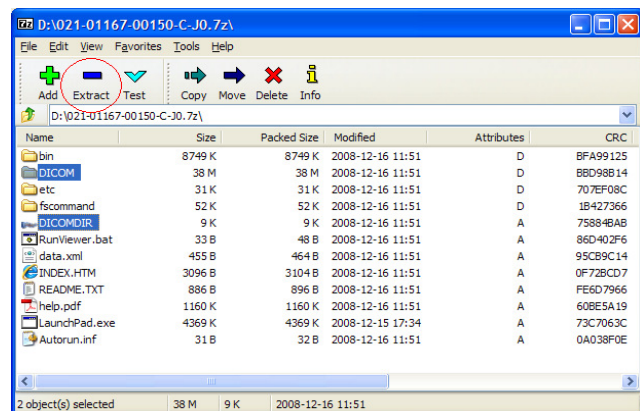 7z D:\021-01167-00150-C-J0.7z\
File Edit View Favorites Tools Help
Add Extract Test Copy Move Delete Info
D:\021-01167-00150-C-J0.7z\
Name Size Packed Size Modified Attributes CRC
bin 8749 K 8749 K 2008-12-16 11:51 D BFA99125
DICOM 38 M 38 M 2008-12-16 11:51 D BBD98B14
etc 31 K 31 K 2008-12-16 11:51 D 707EF08C
fscommand 52 K 52 K 2008-12-16 11:51 D 1B427366
DICOMDIR 9 K 9 K 2008-12-16 11:51 A 75884BAB
RunViewer.bat 33 B 48 B 2008-12-16 11:51 A 86D402F6
data.xml 455 B 464 B 2008-12-16 11:51 A 95CB9C14
INDEX.HTM 3096 B 3104 B 2008-12-16 11:51 A 0F72BCD7
README.TXT 886 B 896 B 2008-12-16 11:51 A FE6D7966
help.pdf 1160 K 1160 K 2008-12-16 11:51 A 60BE5A19
LaunchPad.exe 4369 K 4369 K 2008-12-15 17:34 A 73C7063C
Autorun.inf 31 B 32 B 2008-12-16 11:51 A 0A038F0E
2 object(s) selected 38 M 9 K 2008-12-16 11:51